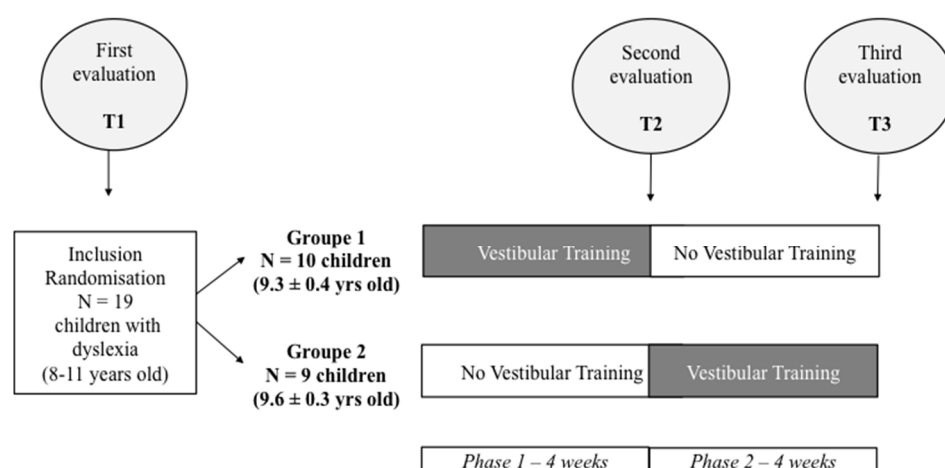 First
evaluation
T1
Second
evaluation
T2
Third
evaluation
T3
Inclusion
Randomisation
N = 19
children with
dyslexia
(8-11 years old)
Groupe 1
N = 10 children
(9.3 ± 0.4 yrs old)
Vestibular Training
No Vestibular Training
Groupe 2
N = 9 children
(9.6 ± 0.3 yrs old)
No Vestibular Training
Vestibular Training
Phase 1 – 4 weeks
Phase 2 – 4 weeks